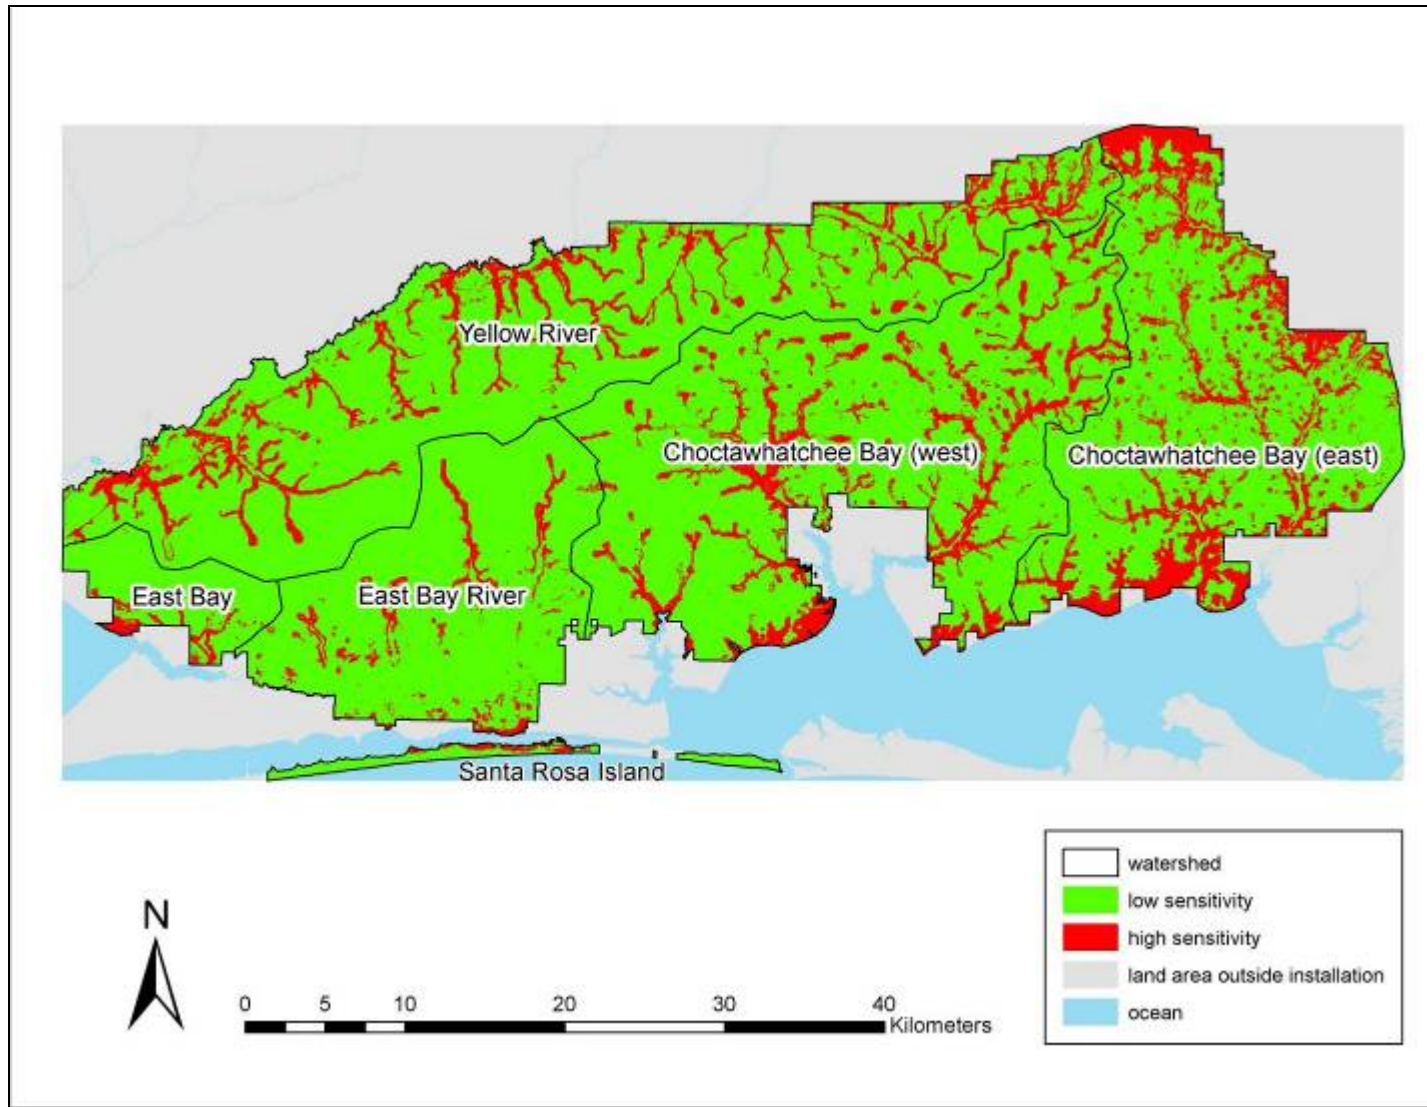 Yellow River
Choctawhatchee Bay (west)
Choctawhatchee Bay (east)
East Bay
East Bay River
Santa Rosa Island
watershed
low sensitivity
high sensitivity
land area outside installation
ocean
N
0 5 10 20 30 40
Kilometers